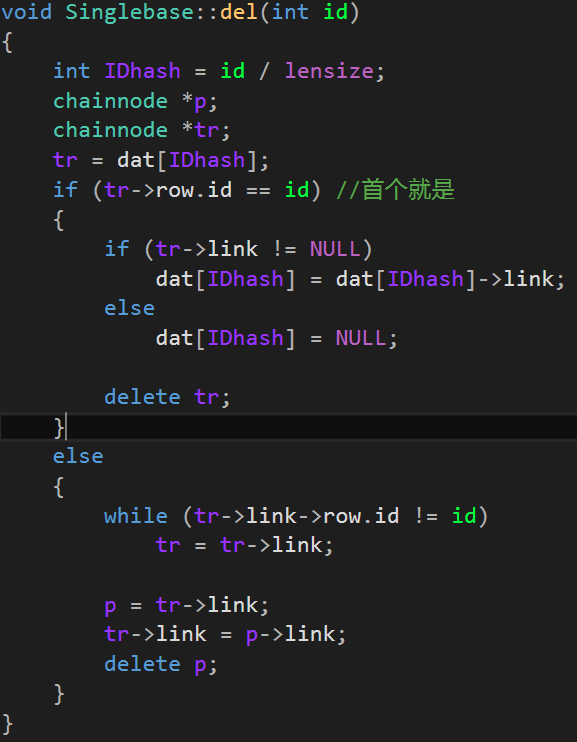 void Singlebase::del(int id)
{
    int IDhash = id / lensize;
    chainnode *p;
    chainnode *tr;
    tr = dat[IDhash];
    if (tr->row.id == id) //首个就是
    {
        if (tr->link != NULL)
            dat[IDhash] = dat[IDhash]->link;
        else
            dat[IDhash] = NULL;

        delete tr;
    }
    else
    {
        while (tr->link->row.id != id)
            tr = tr->link;

        p = tr->link;
        tr->link = p->link;
        delete p;
    }
}